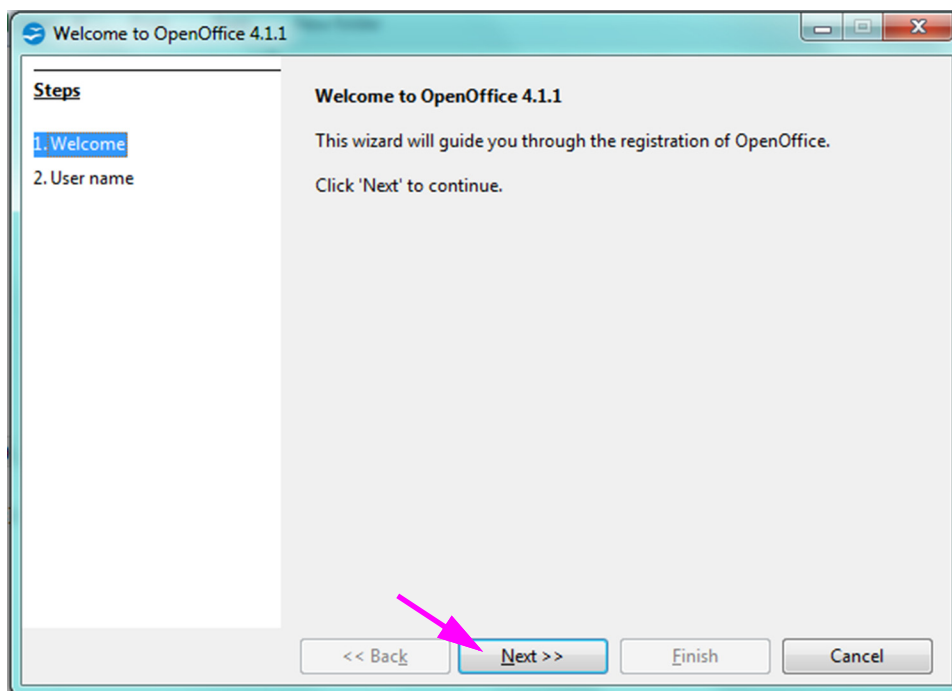 Welcome to OpenOffice 4.1.1
Steps
1. Welcome
2. User name
Welcome to OpenOffice 4.1.1
This wizard will guide you through the registration of OpenOffice.
Click 'Next' to continue.
<< Back
Next >>
Finish
Cancel